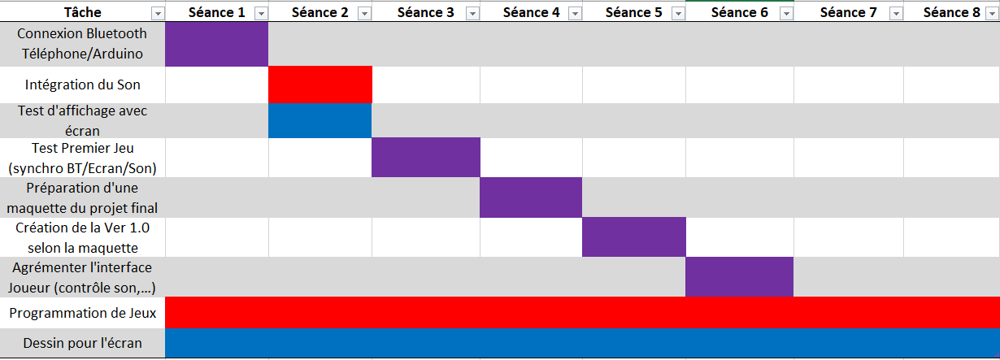 Tâche Séance 1 Séance 2 Séance 3 Séance 4 Séance 5 Séance 6 Séance 7 Séance 8
Connexion Bluetooth
Téléphone/Arduino
Intégration du Son
Test d'affichage avec
écran
Test Premier Jeu
(synchro BT/Ecran/Son)
Préparation d'une
maquette du projet final
Création de la Ver 1.0
selon la maquette
Agrémenter l'interface
Joueur (contrôle son,...)
Programmation de Jeux
Dessin pour l'écran